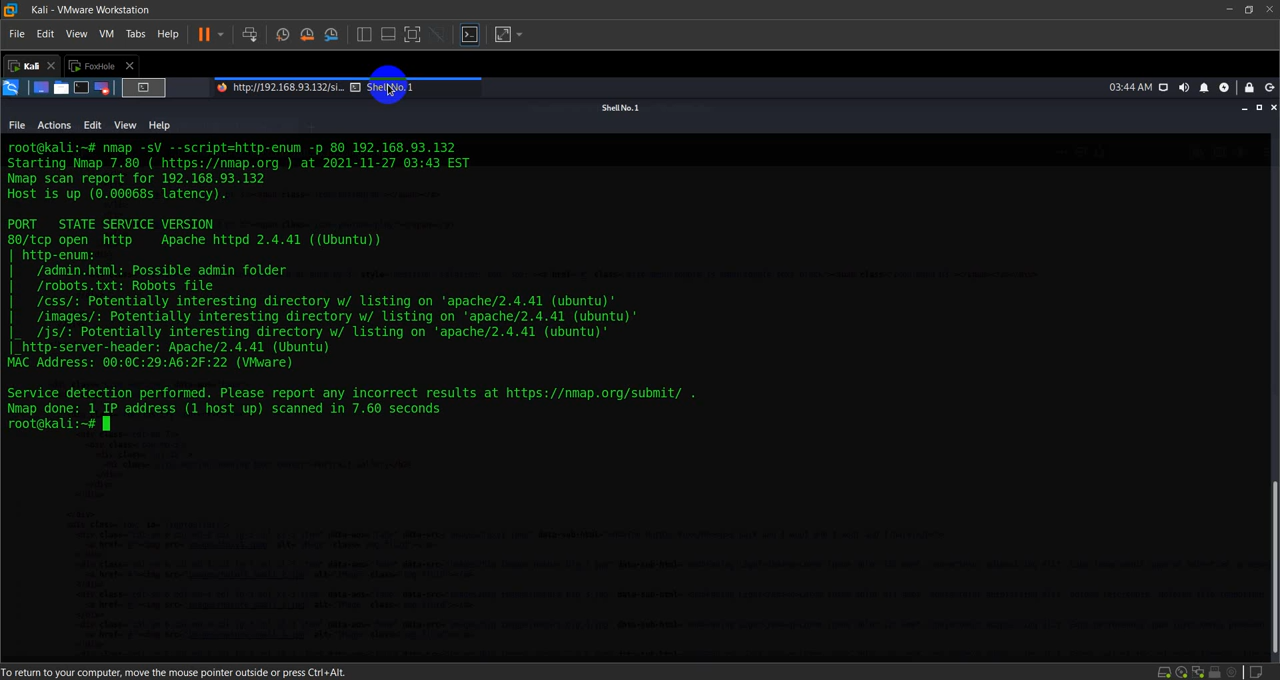 Kali - VMware Workstation
File Edit View VM Tabs Help
Kali FoxHole
http://192.168.93.132/si... Shell No. 1 03:44 AM
Shell No. 1
File Actions Edit View Help
root@kali:~# nmap -sV --script=http-enum -p 80 192.168.93.132
Starting Nmap 7.80 ( https://nmap.org ) at 2021-11-27 03:43 EST
Nmap scan report for 192.168.93.132
Host is up (0.00068s latency).
PORT   STATE SERVICE VERSION
80/tcp open  http    Apache httpd 2.4.41 ((Ubuntu))
| http-enum:
|   /admin.html: Possible admin folder
|   /robots.txt: Robots file
|   /css/: Potentially interesting directory w/ listing on 'apache/2.4.41 (ubuntu)'
|   /images/: Potentially interesting directory w/ listing on 'apache/2.4.41 (ubuntu)'
|_  /js/: Potentially interesting directory w/ listing on 'apache/2.4.41 (ubuntu)'
|_http-server-header: Apache/2.4.41 (Ubuntu)
MAC Address: 00:0C:29:A6:2F:22 (VMware)
Service detection performed. Please report any incorrect results at https://nmap.org/submit/ .
Nmap done: 1 IP address (1 host up) scanned in 7.60 seconds
root@kali:~#
To return to your computer, move the mouse pointer outside or press Ctrl+Alt.